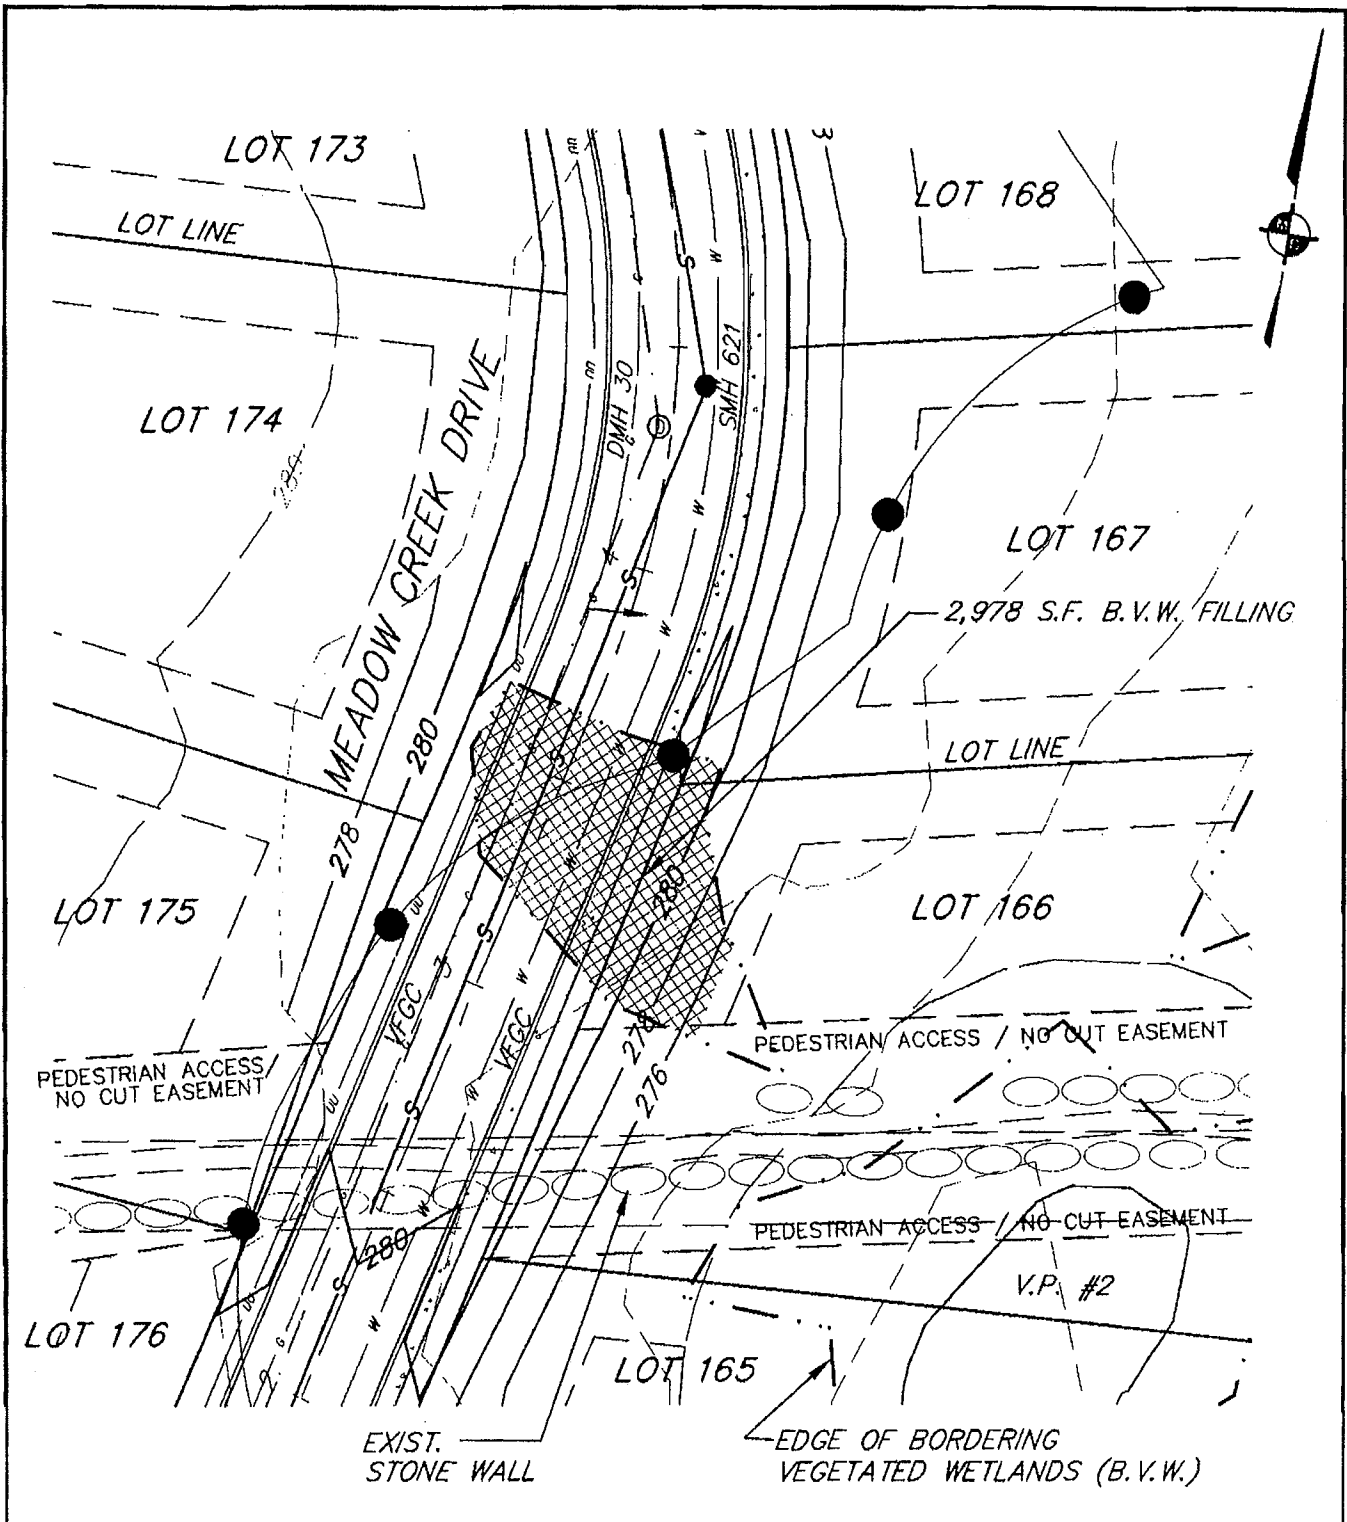 LOT 173
LOT LINE
LOT 168
LOT 174
MEADOW CREEK DRIVE
DMH 30
SMH 621
S
W
LOT 167
2,978 S.F. B.V.W. FILLING
4
S
W
W
280
278
S
W
LOT LINE
W
280
LOT 175
LOT 166
S
W
3
VFGC
VFGC
278
276
PEDESTRIAN ACCESS / NO CUT EASEMENT
PEDESTRIAN ACCESS/
NO CUT EASEMENT
S
W
W
280
PEDESTRIAN ACCESS / NO CUT EASEMENT
V.P. #2
S
W
LOT 176
2
LOT 165
EXIST.
STONE WALL
EDGE OF BORDERING
VEGETATED WETLANDS (B.V.W.)